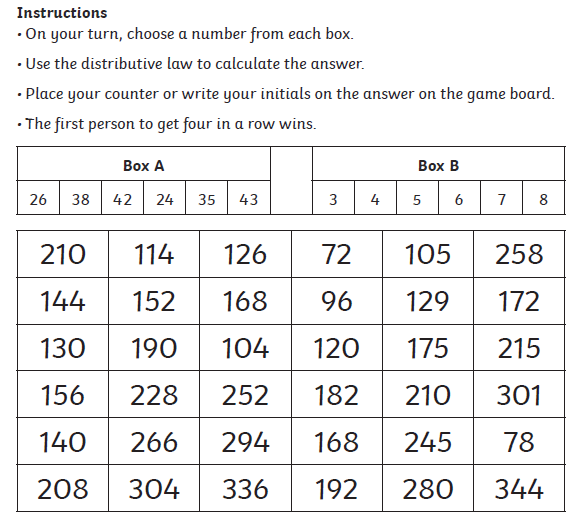 Instructions
• On your turn, choose a number from each box.
• Use the distributive law to calculate the answer.
• Place your counter or write your initials on the answer on the game board.
• The first person to get four in a row wins.
Box A Box B
26 38 42 24 35 43 3 4 5 6 7 8
210 114 126 72 105 258
144 152 168 96 129 172
130 190 104 120 175 215
156 228 252 182 210 301
140 266 294 168 245 78
208 304 336 192 280 344